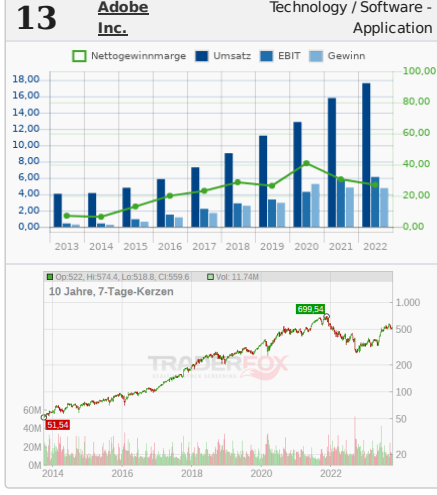 13 Adobe Inc. Technology / Software - Application
Nettogewinnmarge Umsatz EBIT Gewinn
18,00 100,00
16,00
14,00 80,00
12,00
10,00 60,00
8,00
6,00 40,00
4,00
2,00 20,00
0,00 0,00
2013 2014 2015 2016 2017 2018 2019 2020 2021 2022
Op:522, Hi:574.4, Lo:518.8, Cl:559.6 Vol: 11.74M
10 Jahre, 7-Tage-Kerzen
699,54
1.000
500
TRADERFOX
200
100
60M
51,54 50
40M
20M 20
0M
2014 2016 2018 2020 2022